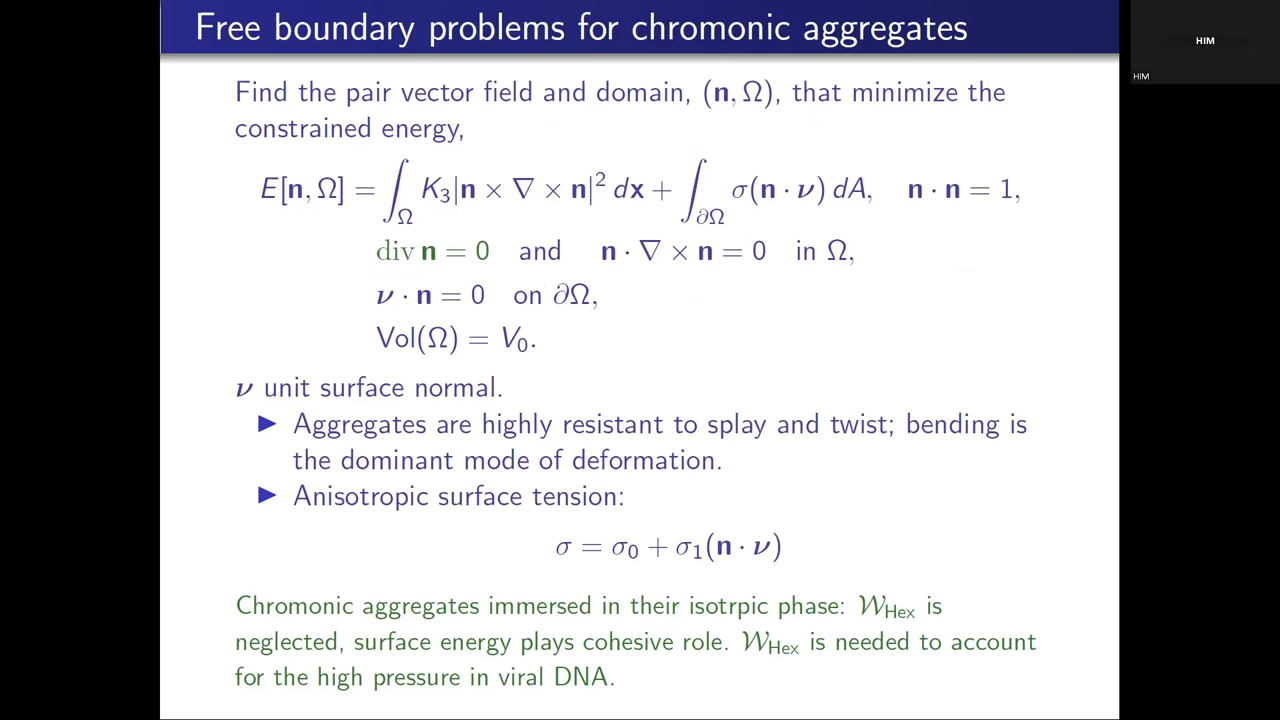 Free boundary problems for chromonic aggregates
HIM
HIM
Find the pair vector field and domain, (n, Ω), that minimize the
constrained energy,
E[n, Ω] = ∫_Ω K₃|n × ∇ × n|² dx + ∫_∂Ω σ(n · ν) dA, n · n = 1,
div n = 0 and n · ∇ × n = 0 in Ω,
ν · n = 0 on ∂Ω,
Vol(Ω) = V₀.
ν unit surface normal.
▶ Aggregates are highly resistant to splay and twist; bending is
the dominant mode of deformation.
▶ Anisotropic surface tension:
σ = σ₀ + σ₁(n · ν)
Chromonic aggregates immersed in their isotrpic phase: 𝒲_Hex is
neglected, surface energy plays cohesive role. 𝒲_Hex is needed to account
for the high pressure in viral DNA.